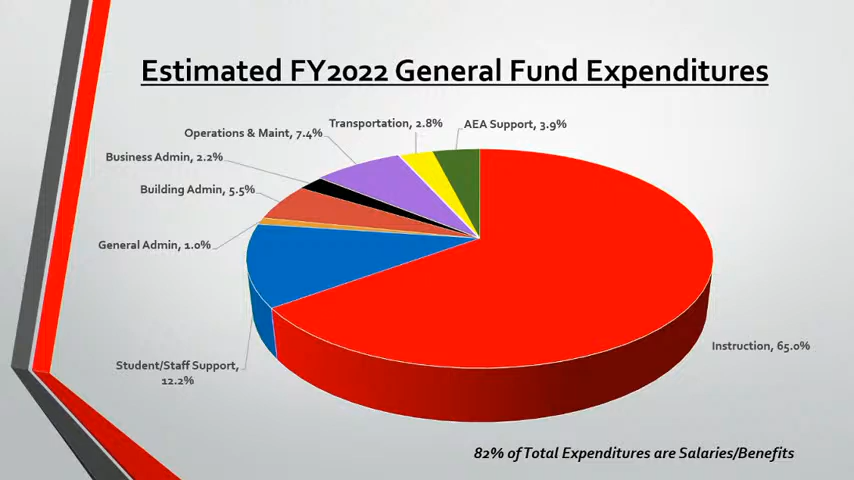 Estimated FY2022 General Fund Expenditures
Transportation, 2.8%
AEA Support, 3.9%
Operations & Maint, 7.4%
Business Admin, 2.2%
Building Admin, 5.5%
General Admin, 1.0%
Instruction, 65.0%
Student/Staff Support,
12.2%
82% of Total Expenditures are Salaries/Benefits